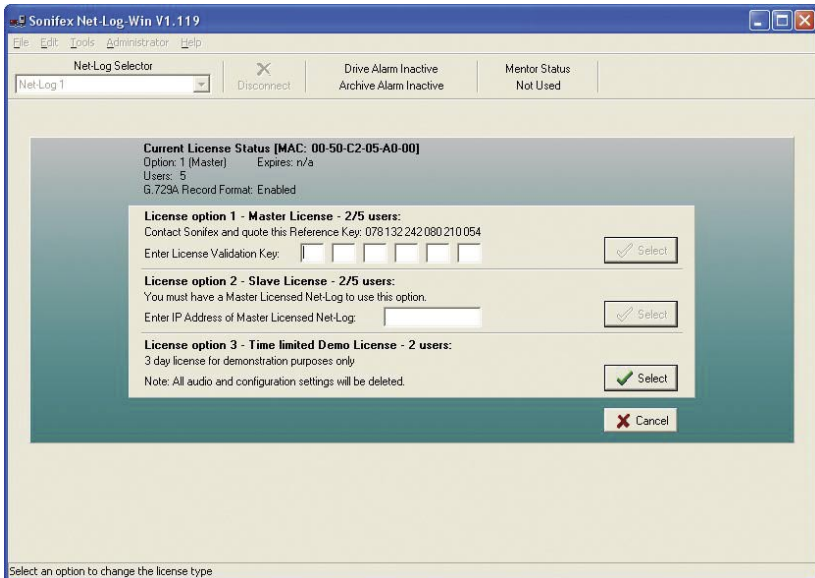 Sonifex Net-Log-Win V1.119
File Edit Tools Administrator Help
Net-Log Selector
Net-Log 1
Disconnect
Drive Alarm Inactive
Archive Alarm Inactive
Mentor Status
Not Used
Current License Status [MAC: 00-50-C2-05-A0-00]
Option: 1 (Master) Expires: n/a
Users: 5
G.729A Record Format: Enabled
License option 1 - Master License - 2/5 users:
Contact Sonifex and quote this Reference Key: 078 132 242 080 210 054
Enter License Validation Key:
Select
License option 2 - Slave License - 2/5 users:
You must have a Master Licensed Net-Log to use this option.
Enter IP Address of Master Licensed Net-Log:
Select
License option 3 - Time limited Demo License - 2 users:
3 day license for demonstration purposes only
Note: All audio and configuration settings will be deleted.
Select
Cancel
Select an option to change the license type